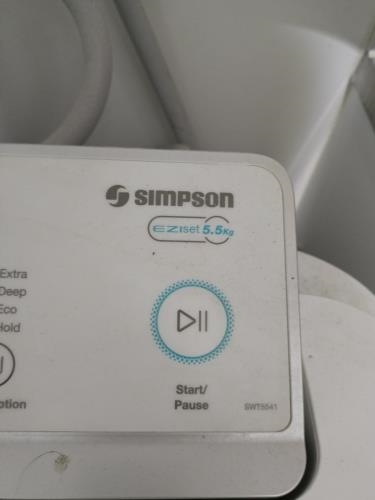 SIMPSON
EZIset 5.5Kg
Extra
Deep
Eco
Hold
Start/
Pause
SWT5541